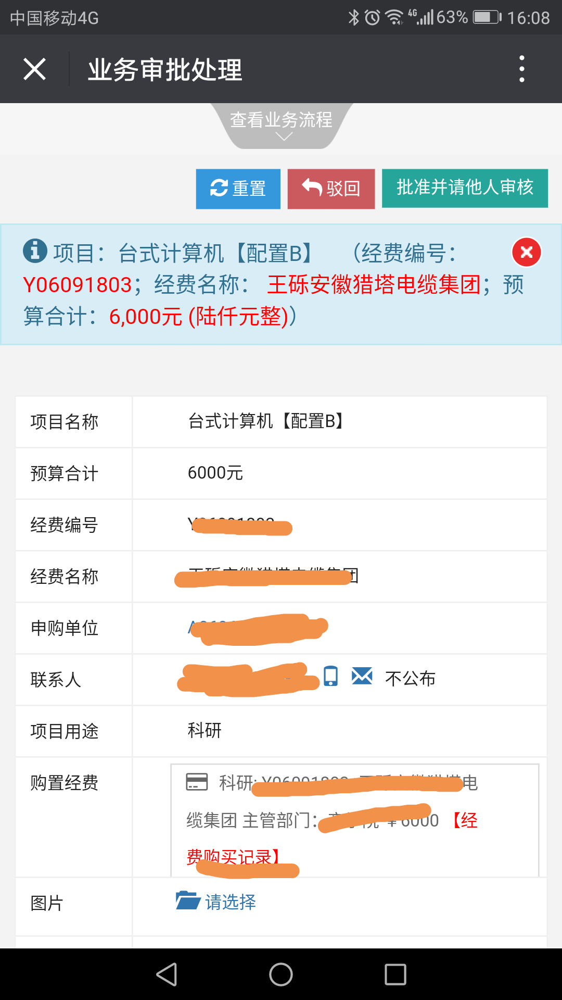 中国移动4G 4G 63% 16:08
业务审批处理
查看业务流程
重置 驳回 批准并请他人审核
项目：台式计算机【配置B】 （经费编号：
Y06091803；经费名称： 王砾安徽猎塔电缆集团；预
算合计：6,000元 (陆仟元整)）
项目名称 台式计算机【配置B】
预算合计 6000元
经费编号
经费名称 团
申购单位
联系人 不公布
项目用途 科研
购置经费 科研: 电
缆集团 主管部门： ￥6000 【经
费购买记录】
图片 请选择